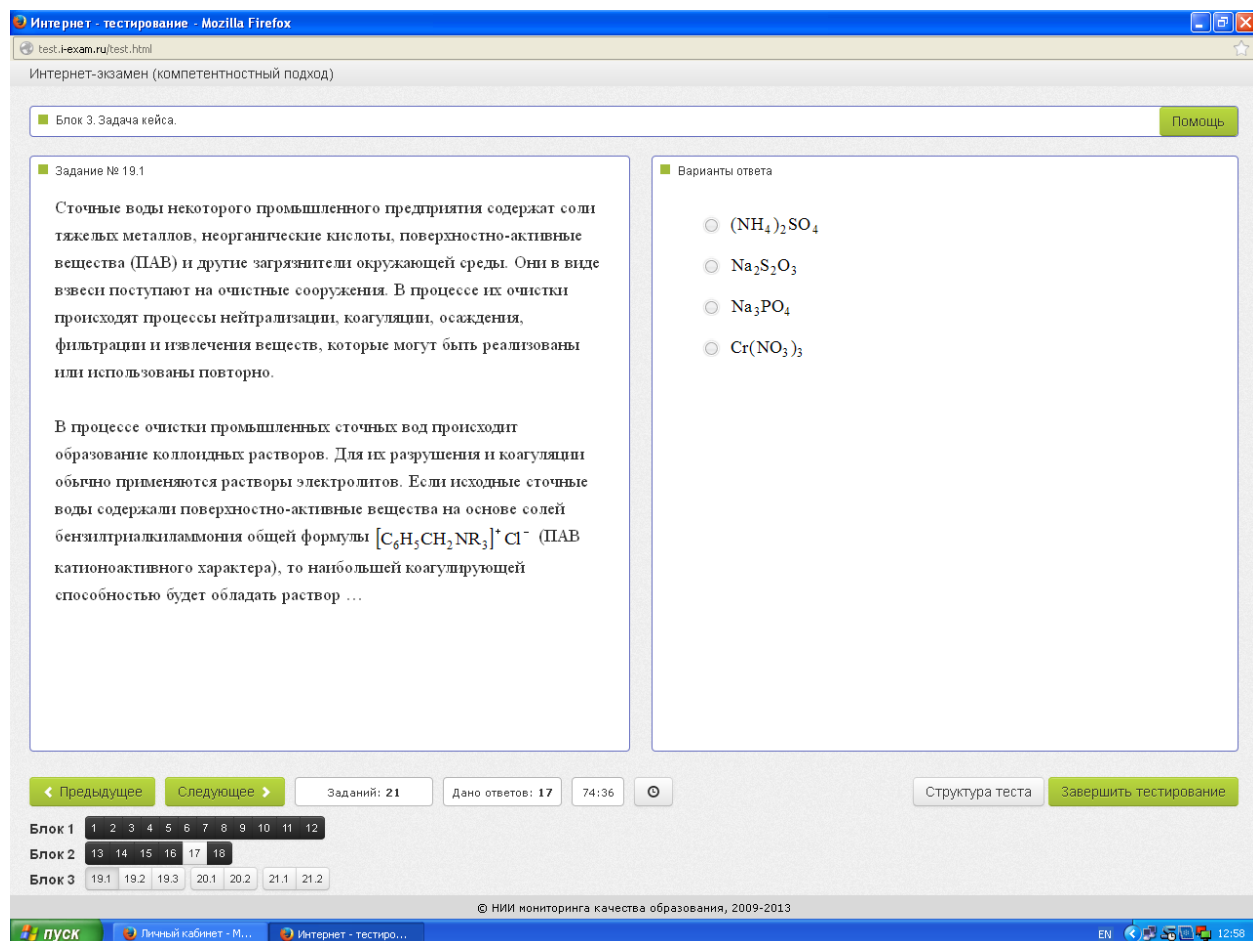 Интернет - тестирование - Mozilla Firefox
test.i-exam.ru/test.html
Интернет-экзамен (компетентностный подход)
Блок 3. Задача кейса.
Помощь
Задание № 19.1
Сточные воды некоторого промышленного предприятия содержат соли
тяжелых металлов, неорганические кислоты, поверхностно-активные
вещества (ПАВ) и другие загрязнители окружающей среды. Они в виде
взвеси поступают на очистные сооружения. В процессе их очистки
происходят процессы нейтрализации, коагуляции, осаждения,
фильтрации и извлечения веществ, которые могут быть реализованы
или использованы повторно.
В процессе очистки промышленных сточных вод происходит
образование коллоидных растворов. Для их разрушения и коагуляции
обычно применяются растворы электролитов. Если исходные сточные
воды содержали поверхностно-активные вещества на основе солей
бензилтриалкиламмония общей формулы [C₆H₅CH₂NR₃]⁺Cl⁻ (ПАВ
катионоактивного характера), то наибольшей коагулирующей
способностью будет обладать раствор …
Варианты ответа
(NH₄)₂SO₄
Na₂S₂O₃
Na₃PO₄
Cr(NO₃)₃
Предыдущее
Следующее
Заданий: 21
Дано ответов: 17
74:36
Структура теста
Завершить тестирование
Блок 1 1 2 3 4 5 6 7 8 9 10 11 12
Блок 2 13 14 15 16 17 18
Блок 3 19.1 19.2 19.3 20.1 20.2 21.1 21.2
© НИИ мониторинга качества образования, 2009-2013
пуск
Личный кабинет - M...
Интернет - тестиро...
EN
12:58